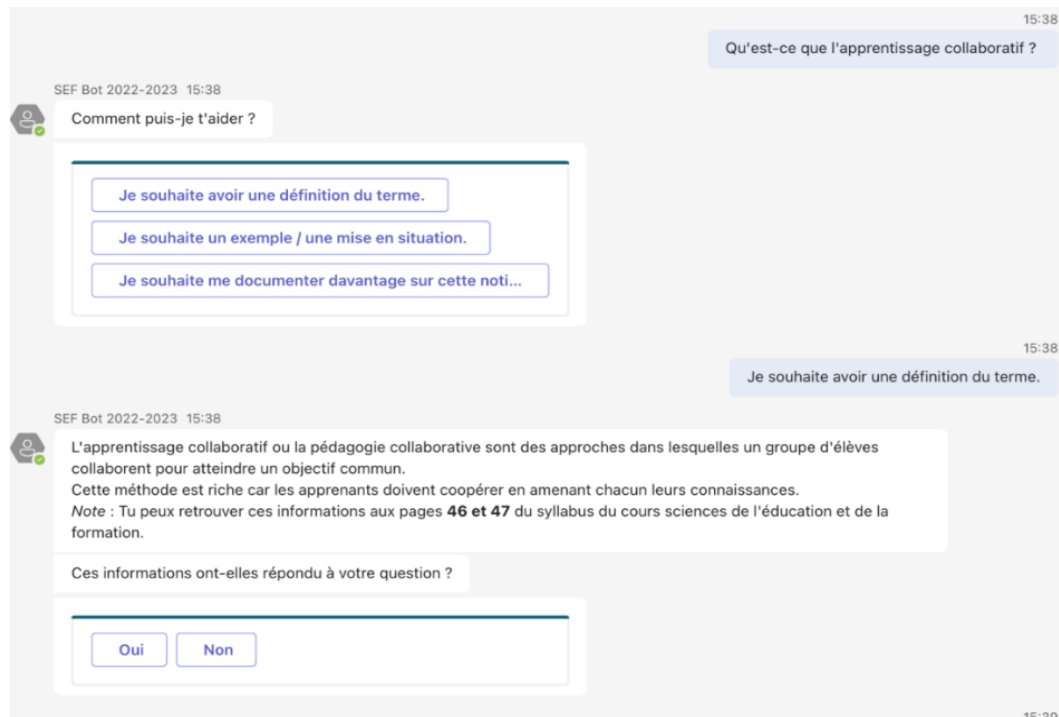 15:38
Qu'est-ce que l'apprentissage collaboratif ?
SEF Bot 2022-2023 15:38
Comment puis-je t'aider ?
Je souhaite avoir une définition du terme.
Je souhaite un exemple / une mise en situation.
Je souhaite me documenter davantage sur cette noti...
15:38
Je souhaite avoir une définition du terme.
SEF Bot 2022-2023 15:38
L'apprentissage collaboratif ou la pédagogie collaborative sont des approches dans lesquelles un groupe d'élèves
collaborent pour atteindre un objectif commun.
Cette méthode est riche car les apprenants doivent coopérer en amenant chacun leurs connaissances.
Note : Tu peux retrouver ces informations aux pages 46 et 47 du syllabus du cours sciences de l'éducation et de la
formation.
Ces informations ont-elles répondu à votre question ?
Oui Non
15:39